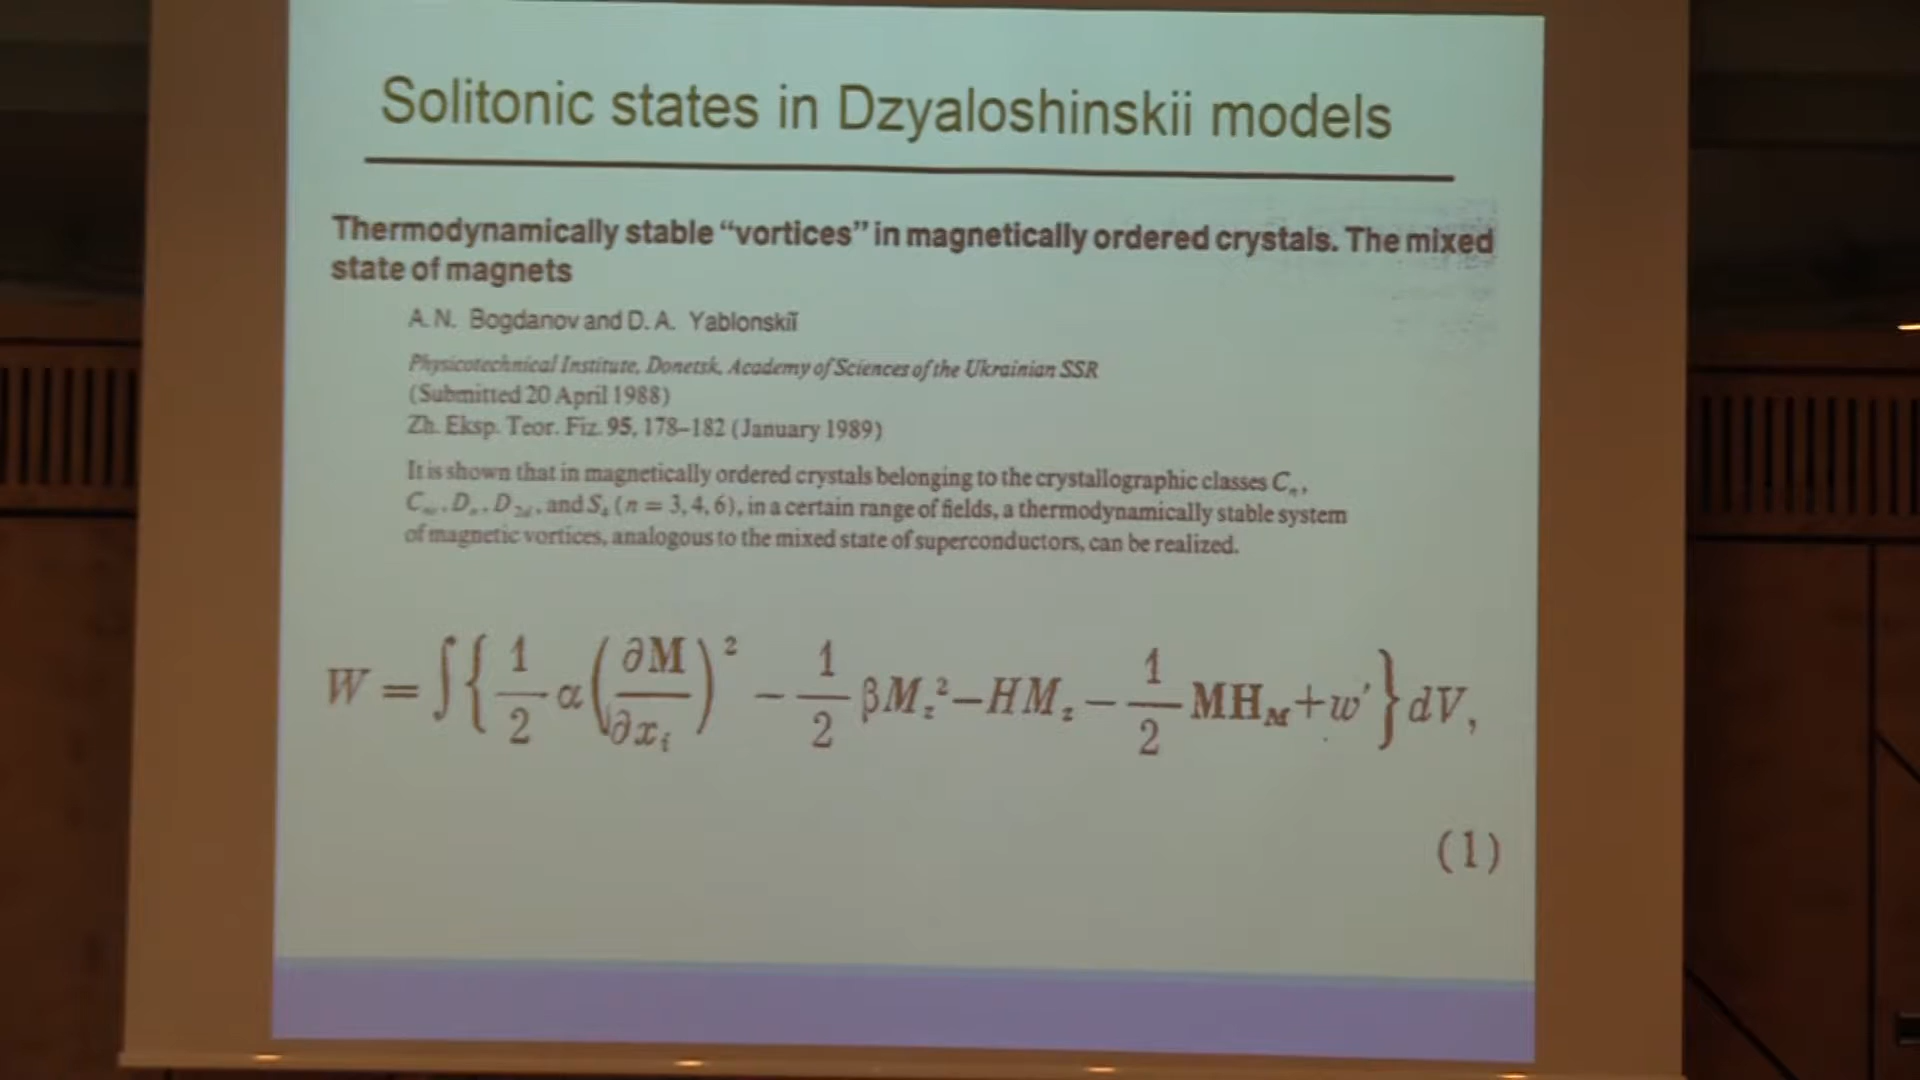 Solitonic states in Dzyaloshinskii models
Thermodynamically stable “vortices” in magnetically ordered crystals. The mixed
state of magnets
A. N. Bogdanov and D. A. Yablonskiĭ
Physicotechnical Institute, Donetsk, Academy of Sciences of the Ukrainian SSR
(Submitted 20 April 1988)
Zh. Eksp. Teor. Fiz. 95, 178–182 (January 1989)
It is shown that in magnetically ordered crystals belonging to the crystallographic classes Cₙ,
Cₙᵥ, Dₙ, D₂d, and S₄ (n = 3, 4, 6), in a certain range of fields, a thermodynamically stable system
of magnetic vortices, analogous to the mixed state of superconductors, can be realized.
W = ∫{ 1/2 α(∂M/∂xᵢ)² − 1/2 βM_z² − HM_z − 1/2 MH_M + w′ } dV,
(1)